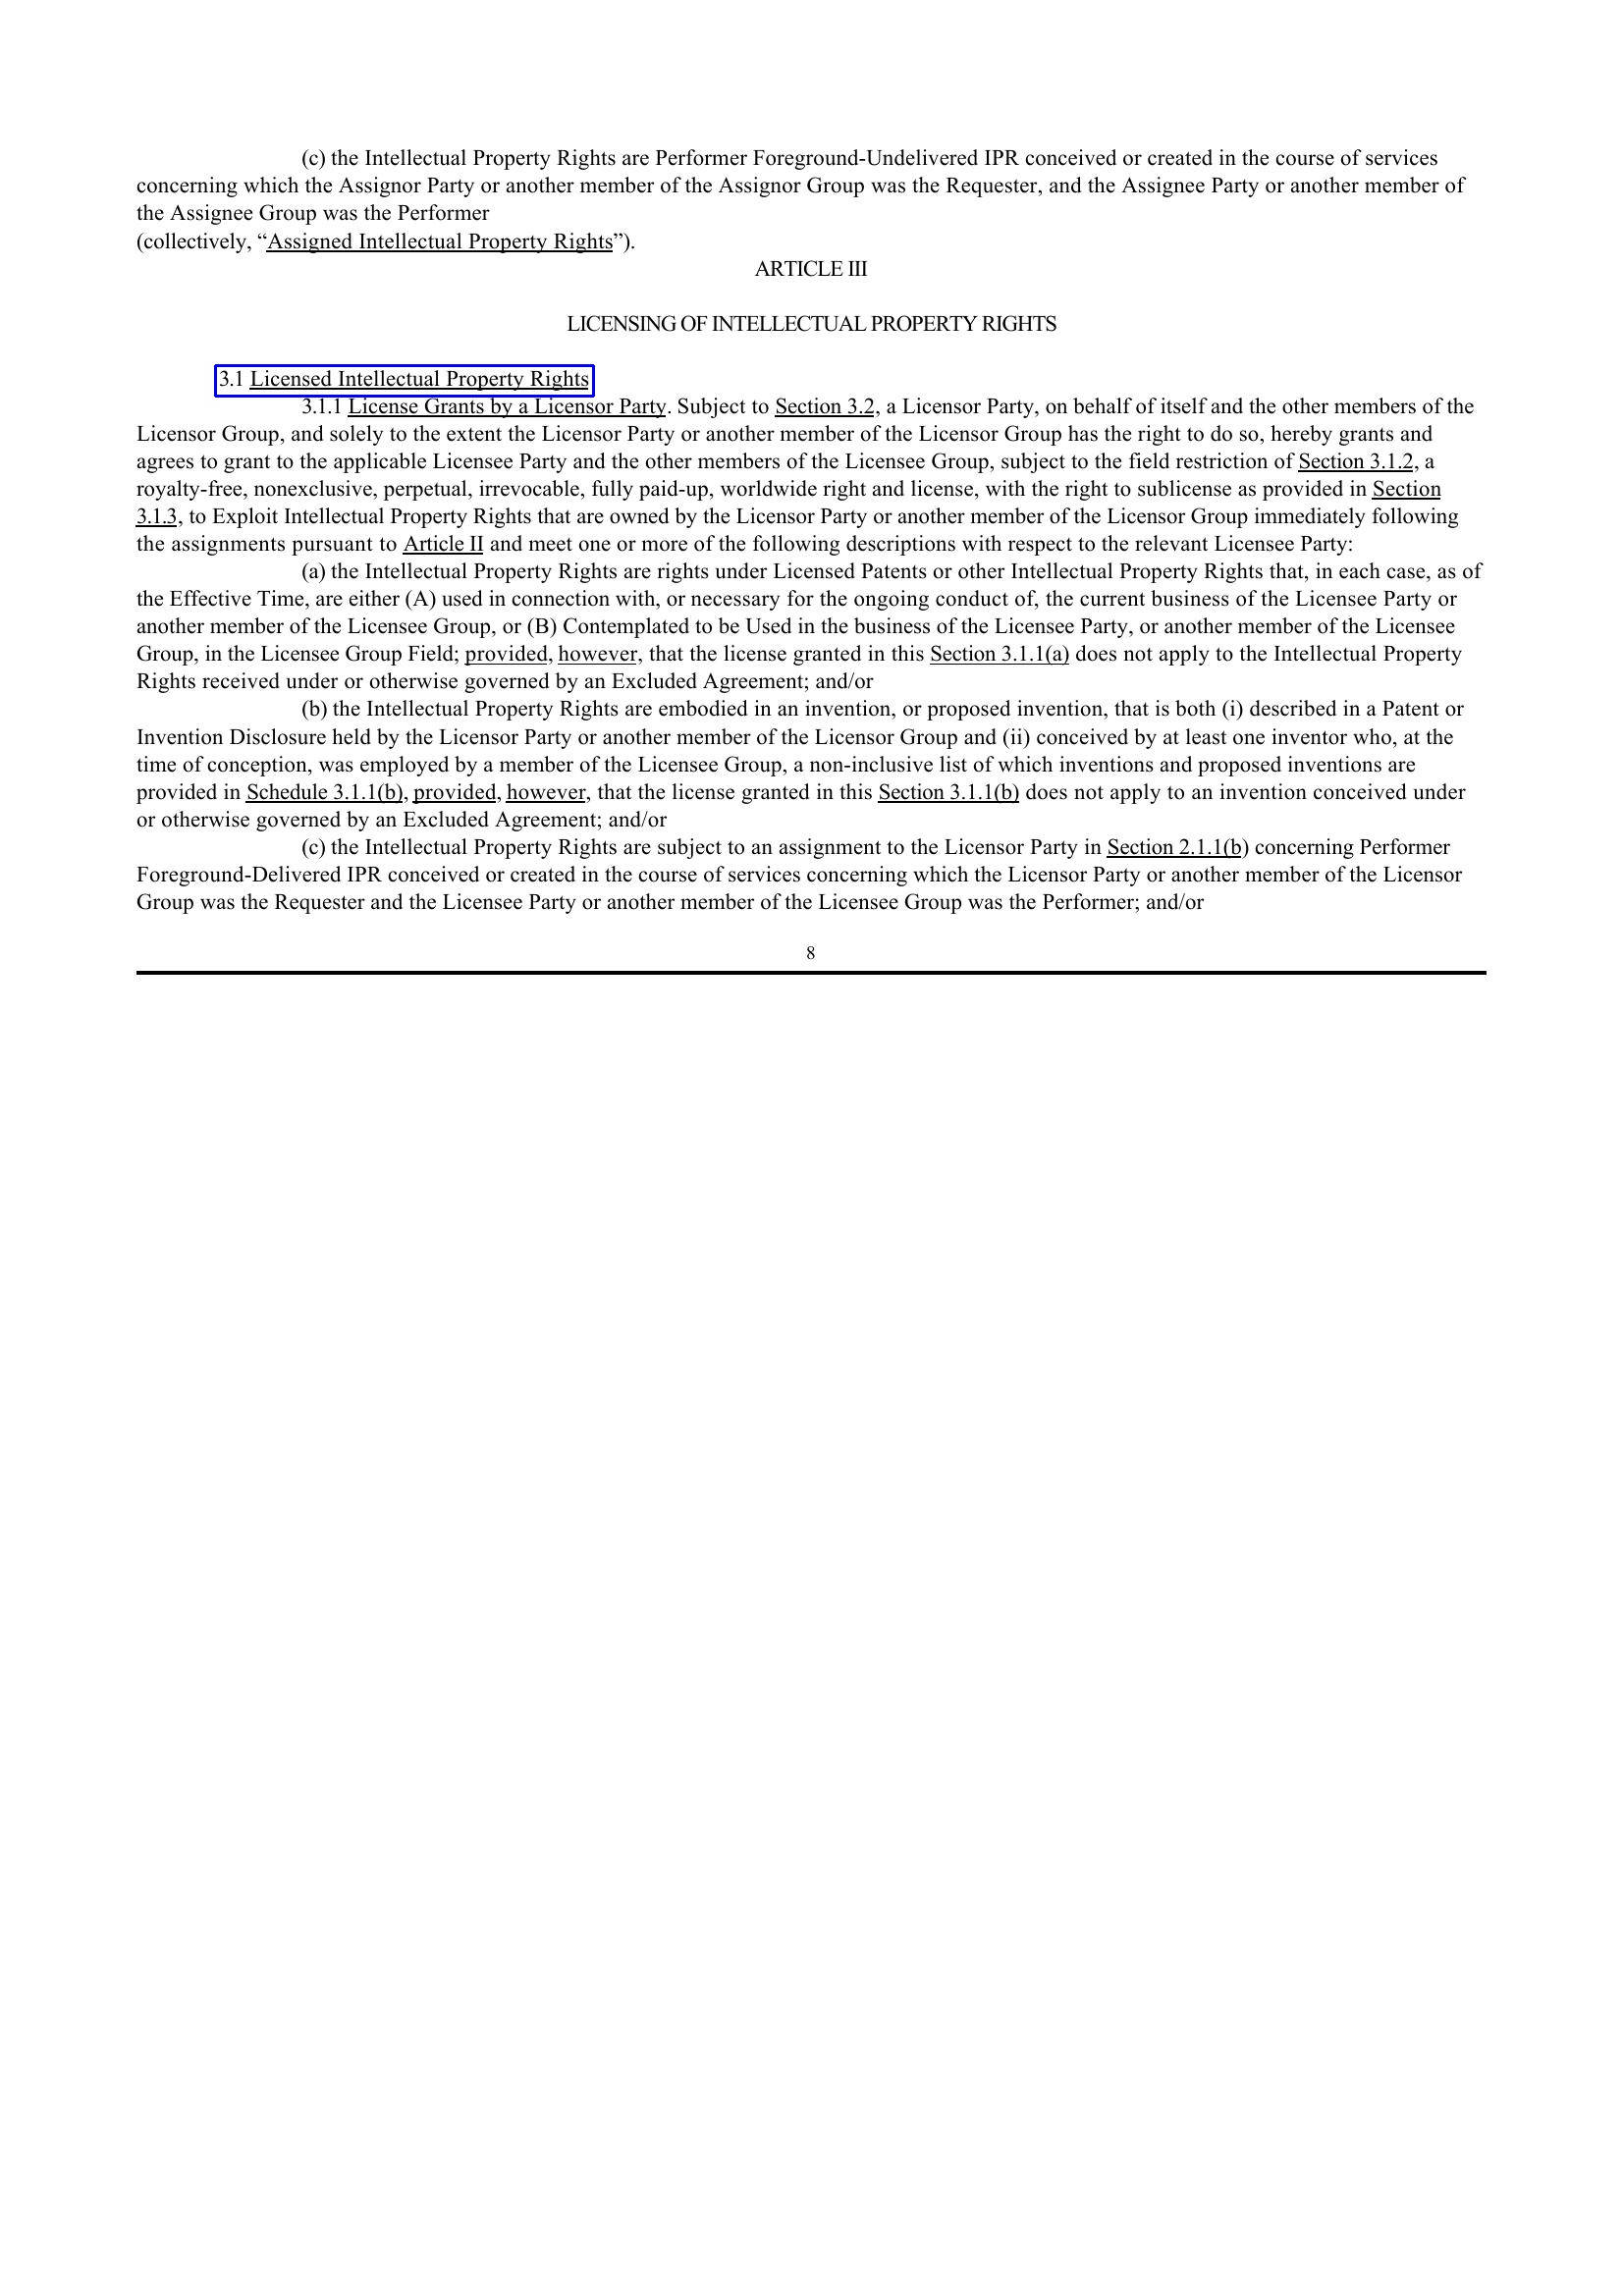 (c) the Intellectual Property Rights are Performer Foreground-Undelivered IPR conceived or created in the course of services
concerning which the Assignor Party or another member of the Assignor Group was the Requester, and the Assignee Party or another member of
the Assignee Group was the Performer
(collectively, “Assigned Intellectual Property Rights”).
ARTICLE III
LICENSING OF INTELLECTUAL PROPERTY RIGHTS
3.1 Licensed Intellectual Property Rights
3.1.1 License Grants by a Licensor Party. Subject to Section 3.2, a Licensor Party, on behalf of itself and the other members of the
Licensor Group, and solely to the extent the Licensor Party or another member of the Licensor Group has the right to do so, hereby grants and
agrees to grant to the applicable Licensee Party and the other members of the Licensee Group, subject to the field restriction of Section 3.1.2, a
royalty-free, nonexclusive, perpetual, irrevocable, fully paid-up, worldwide right and license, with the right to sublicense as provided in Section
3.1.3, to Exploit Intellectual Property Rights that are owned by the Licensor Party or another member of the Licensor Group immediately following
the assignments pursuant to Article II and meet one or more of the following descriptions with respect to the relevant Licensee Party:
(a) the Intellectual Property Rights are rights under Licensed Patents or other Intellectual Property Rights that, in each case, as of
the Effective Time, are either (A) used in connection with, or necessary for the ongoing conduct of, the current business of the Licensee Party or
another member of the Licensee Group, or (B) Contemplated to be Used in the business of the Licensee Party, or another member of the Licensee
Group, in the Licensee Group Field; provided, however, that the license granted in this Section 3.1.1(a) does not apply to the Intellectual Property
Rights received under or otherwise governed by an Excluded Agreement; and/or
(b) the Intellectual Property Rights are embodied in an invention, or proposed invention, that is both (i) described in a Patent or
Invention Disclosure held by the Licensor Party or another member of the Licensor Group and (ii) conceived by at least one inventor who, at the
time of conception, was employed by a member of the Licensee Group, a non-inclusive list of which inventions and proposed inventions are
provided in Schedule 3.1.1(b), provided, however, that the license granted in this Section 3.1.1(b) does not apply to an invention conceived under
or otherwise governed by an Excluded Agreement; and/or
(c) the Intellectual Property Rights are subject to an assignment to the Licensor Party in Section 2.1.1(b) concerning Performer
Foreground-Delivered IPR conceived or created in the course of services concerning which the Licensor Party or another member of the Licensor
Group was the Requester and the Licensee Party or another member of the Licensee Group was the Performer; and/or
8